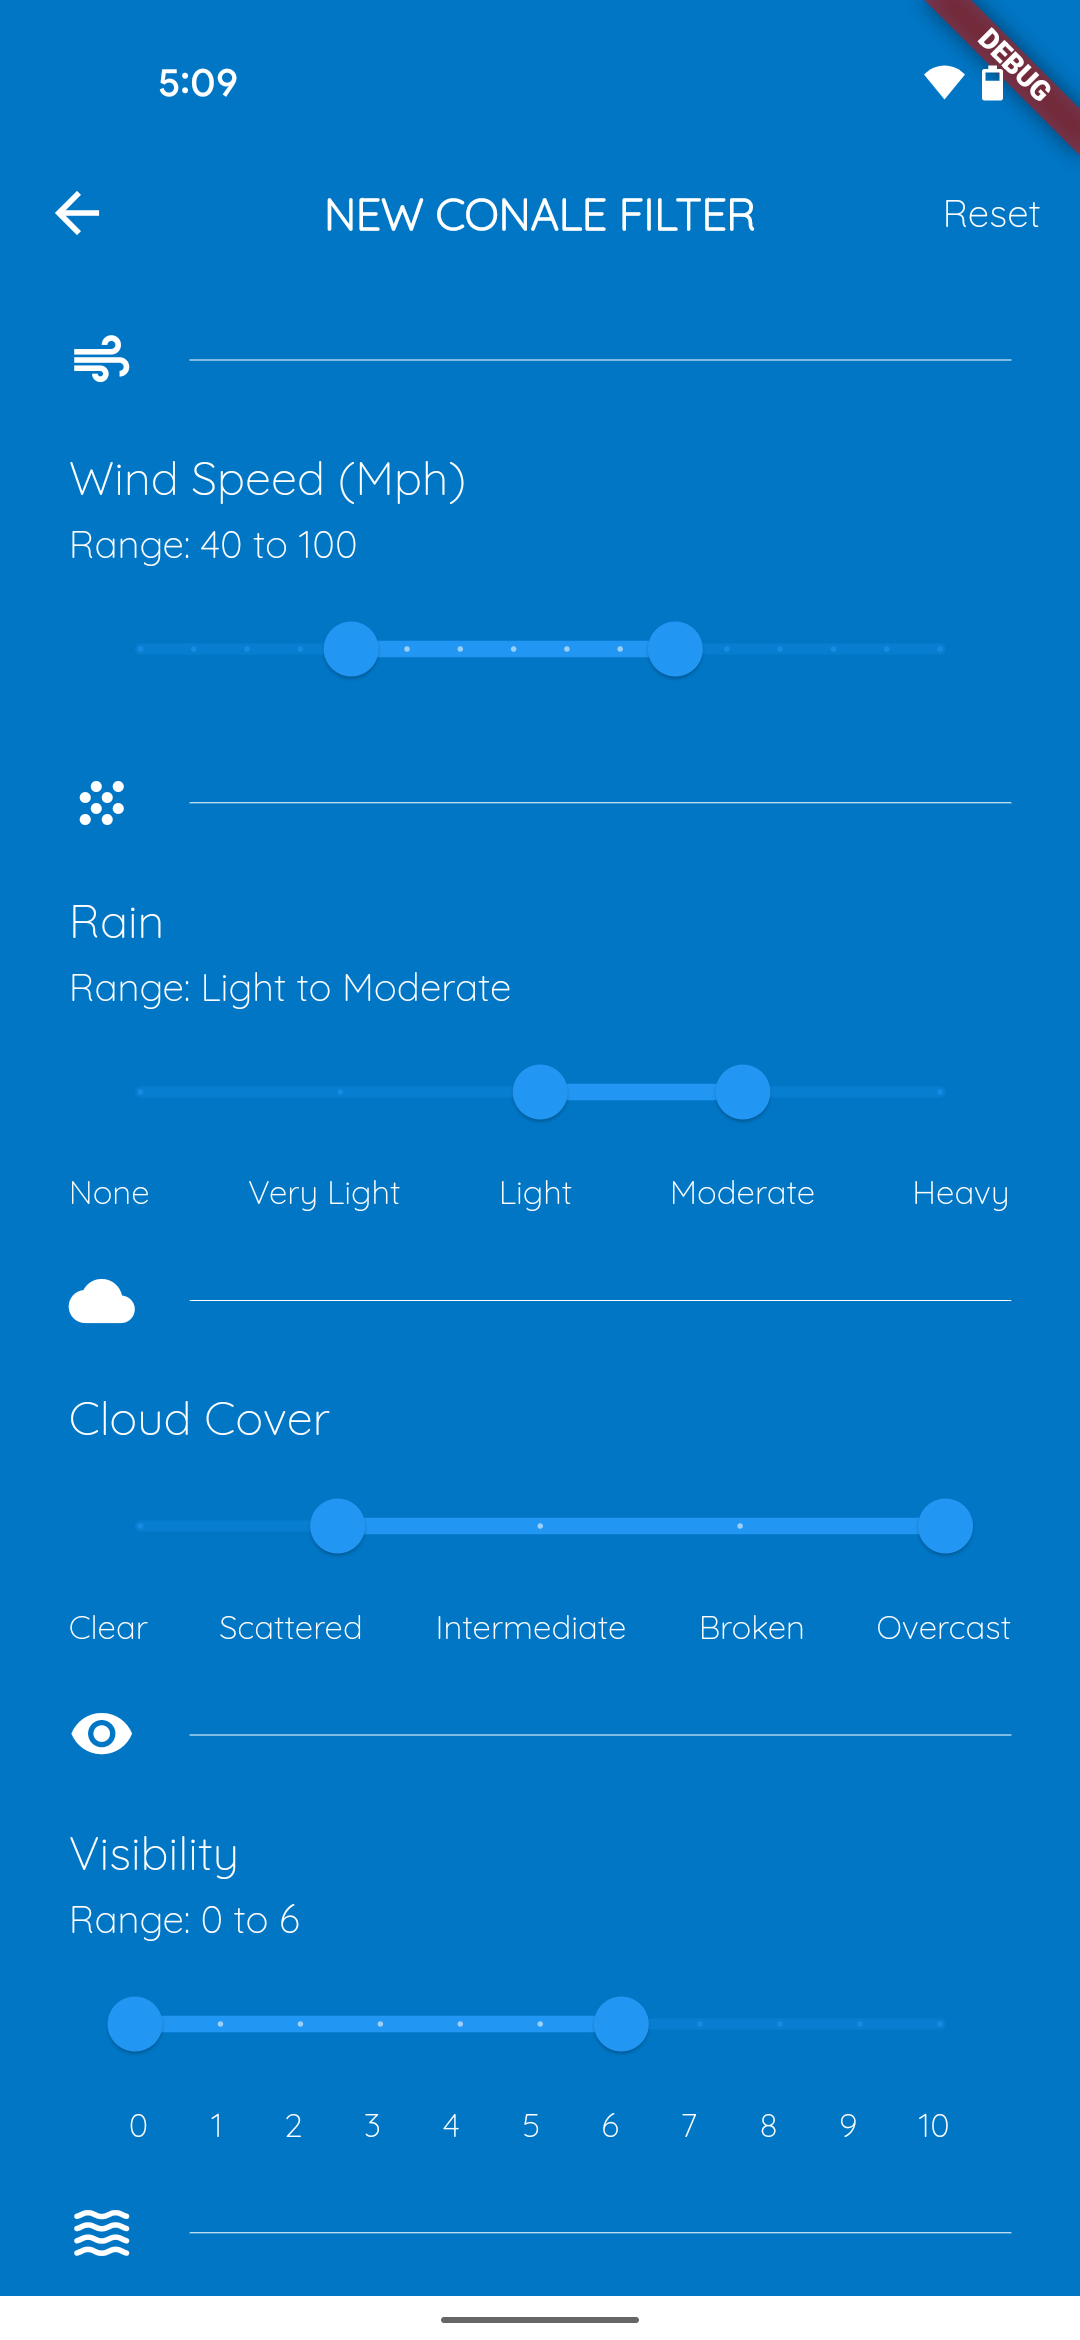 5:09
DEBUG
NEW CONALE FILTER
Reset
Wind Speed (Mph)
Range: 40 to 100
Rain
Range: Light to Moderate
None Very Light Light Moderate Heavy
Cloud Cover
Clear Scattered Intermediate Broken Overcast
Visibility
Range: 0 to 6
0 1 2 3 4 5 6 7 8 9 10